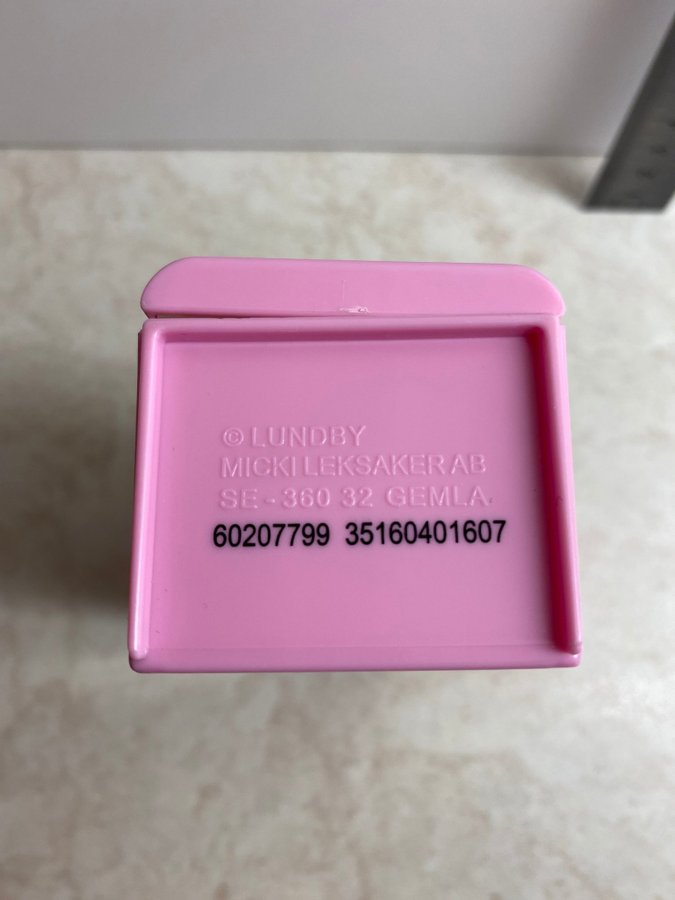 © LUNDBY
MICKI LEKSAKER AB
SE - 360 32 GEMLA
60207799 35160401607